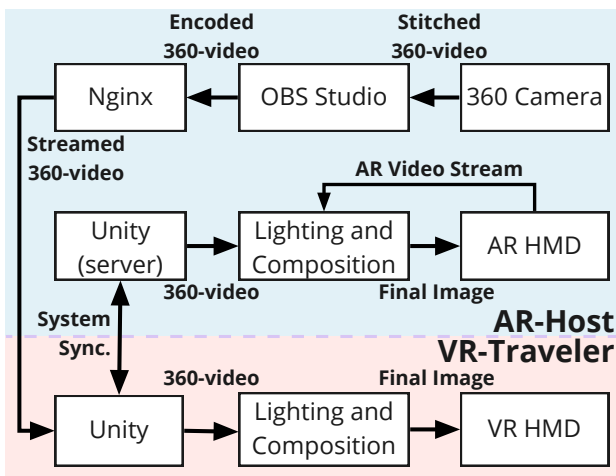 Encoded
360-video
Stitched
360-video
Nginx
OBS Studio
360 Camera
Streamed
360-video
AR Video Stream
Unity
(server)
Lighting and
Composition
AR HMD
360-video
Final Image
System
Sync.
AR-Host
VR-Traveler
360-video
Final Image
Unity
Lighting and
Composition
VR HMD